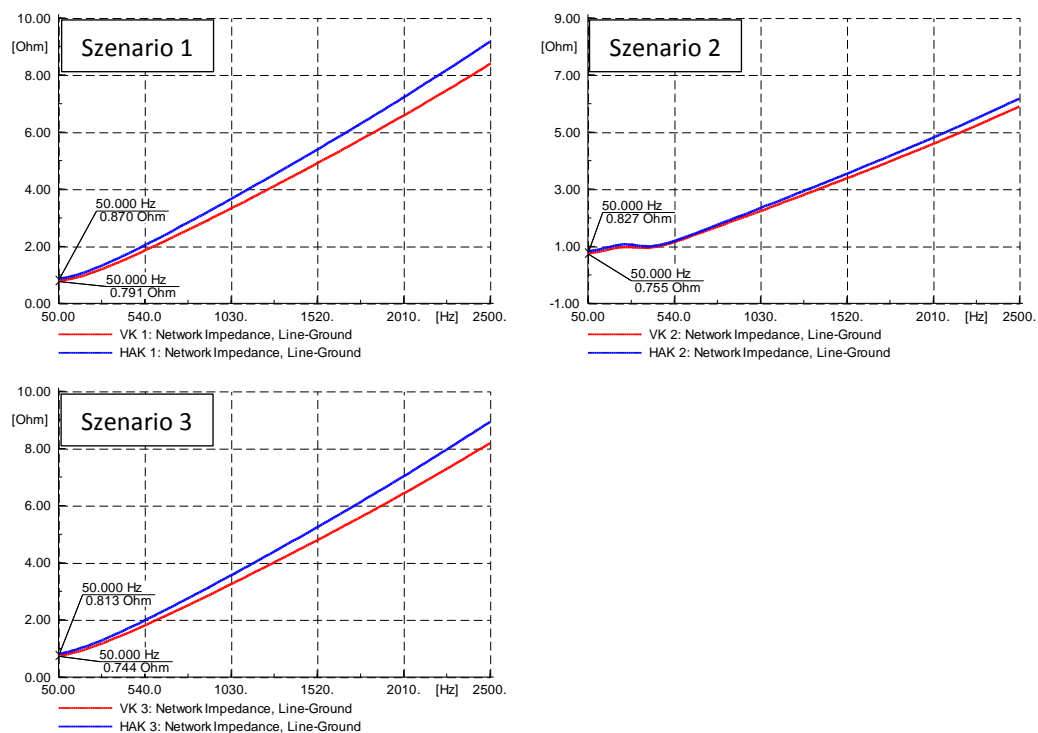 Szenario 1
10.00
[Ohm]
8.00
6.00
4.00
2.00
0.00
50.000 Hz
0.870 Ohm
50.000 Hz
0.791 Ohm
50.00
540.0
1030.
1520.
2010.
[Hz]
2500.
VK 1: Network Impedance, Line-Ground
HAK 1: Network Impedance, Line-Ground
Szenario 2
9.00
[Ohm]
7.00
5.00
3.00
1.00
-1.00
50.000 Hz
0.827 Ohm
50.000 Hz
0.755 Ohm
50.00
540.0
1030.
1520.
2010.
[Hz]
2500.
VK 2: Network Impedance, Line-Ground
HAK 2: Network Impedance, Line-Ground
Szenario 3
10.00
[Ohm]
8.00
6.00
4.00
2.00
0.00
50.000 Hz
0.813 Ohm
50.000 Hz
0.744 Ohm
50.00
540.0
1030.
1520.
2010.
[Hz]
2500.
VK 3: Network Impedance, Line-Ground
HAK 3: Network Impedance, Line-Ground